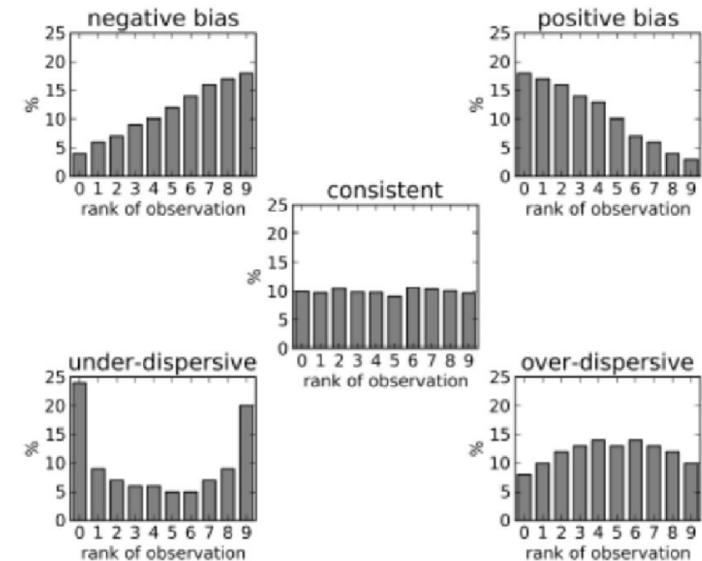 negative bias
25
20
15
10
5
0
%
0 1 2 3 4 5 6 7 8 9
rank of observation
positive bias
25
20
15
10
5
0
%
0 1 2 3 4 5 6 7 8 9
rank of observation
consistent
25
20
15
10
5
0
%
0 1 2 3 4 5 6 7 8 9
rank of observation
under-dispersive
25
20
15
10
5
0
%
0 1 2 3 4 5 6 7 8 9
rank of observation
over-dispersive
25
20
15
10
5
0
%
0 1 2 3 4 5 6 7 8 9
rank of observation